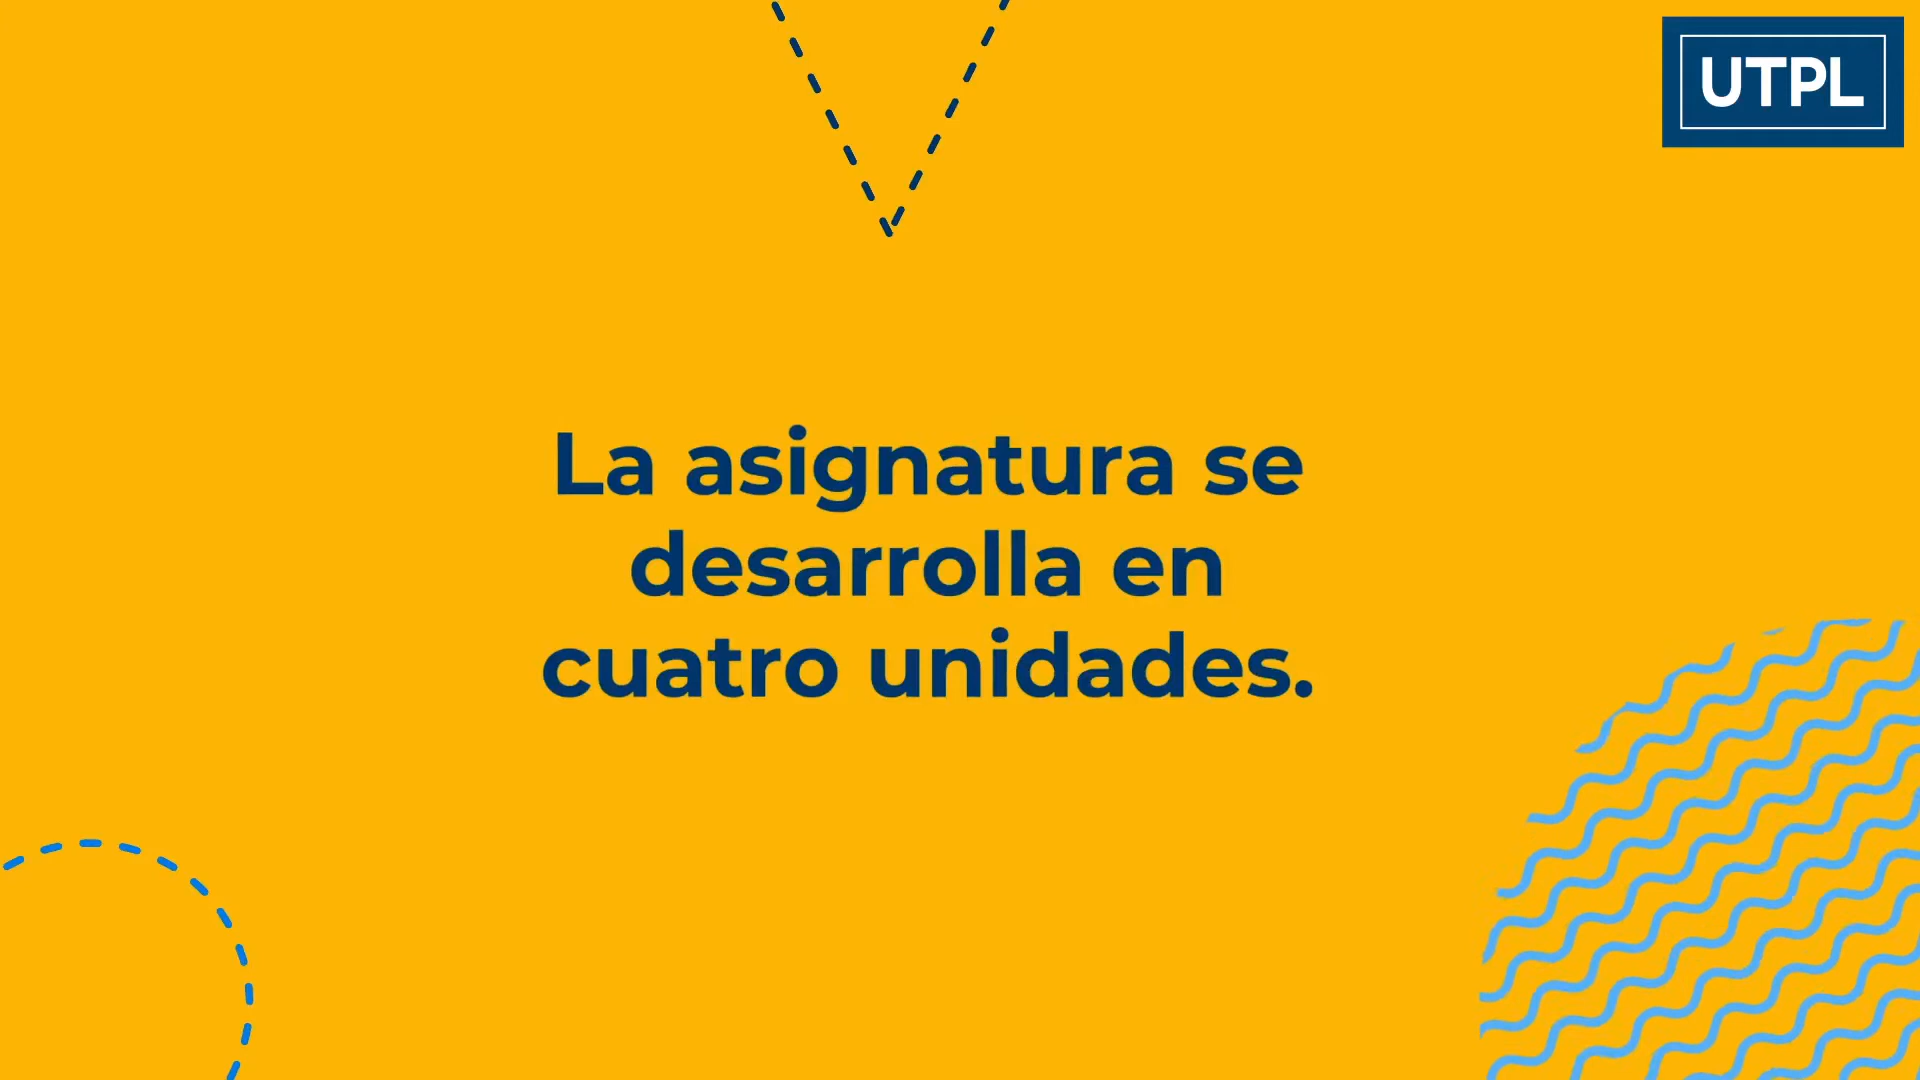 UTPL
La asignatura se
desarrolla en
cuatro unidades.